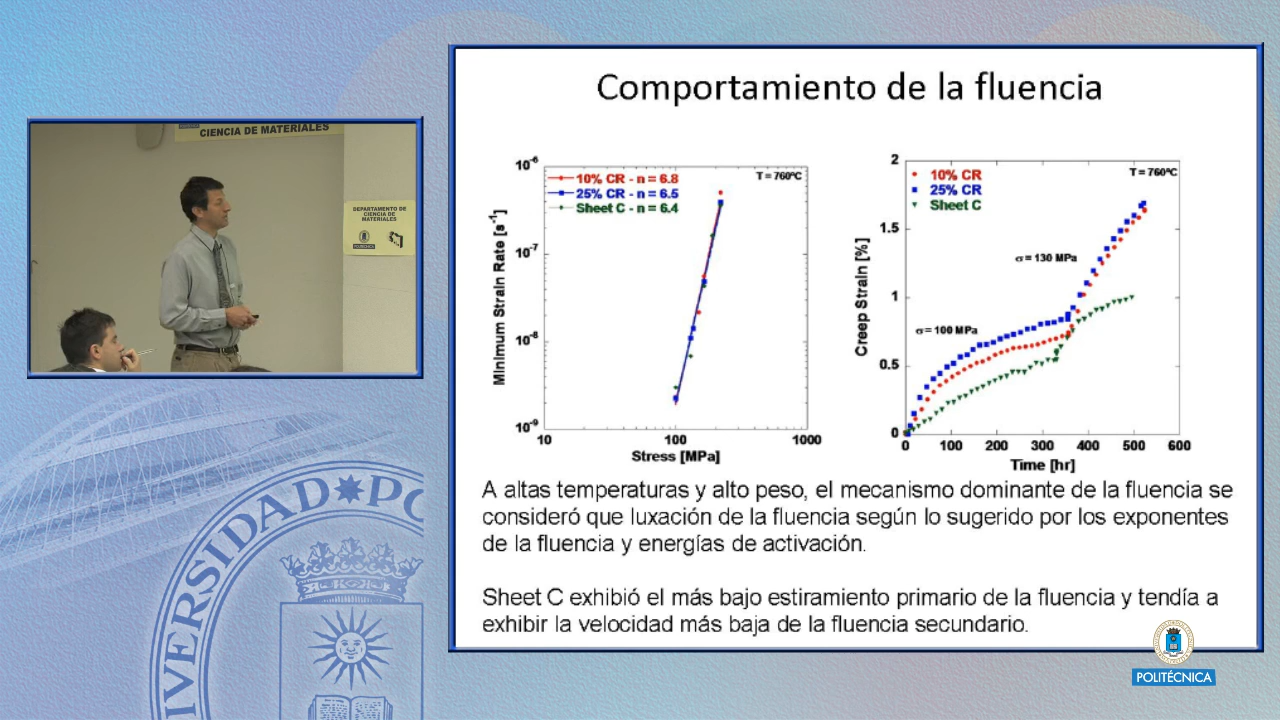 CIENCIA DE MATERIALES
DEPARTAMENTO DE
CIENCIA DE
MATERIALES
Comportamiento de la fluencia
10% CR - n = 6.8
25% CR - n = 6.5
Sheet C - n = 6.4
T = 760ºC
Minimum Strain Rate [s-1]
10-6
10-7
10-8
10-9
10
100
1000
Stress [MPa]
10% CR
25% CR
Sheet C
T = 760ºC
σ = 130 MPa
σ = 100 MPa
Creep Strain [%]
2
1.5
1
0.5
0
0 100 200 300 400 500 600
Time [hr]
A altas temperaturas y alto peso, el mecanismo dominante de la fluencia se
consideró que luxación de la fluencia según lo sugerido por los exponentes
de la fluencia y energías de activación.
Sheet C exhibió el más bajo estiramiento primario de la fluencia y tendía a
exhibir la velocidad más baja de la fluencia secundario.
POLITÉCNICA
IVERSIDAD PO